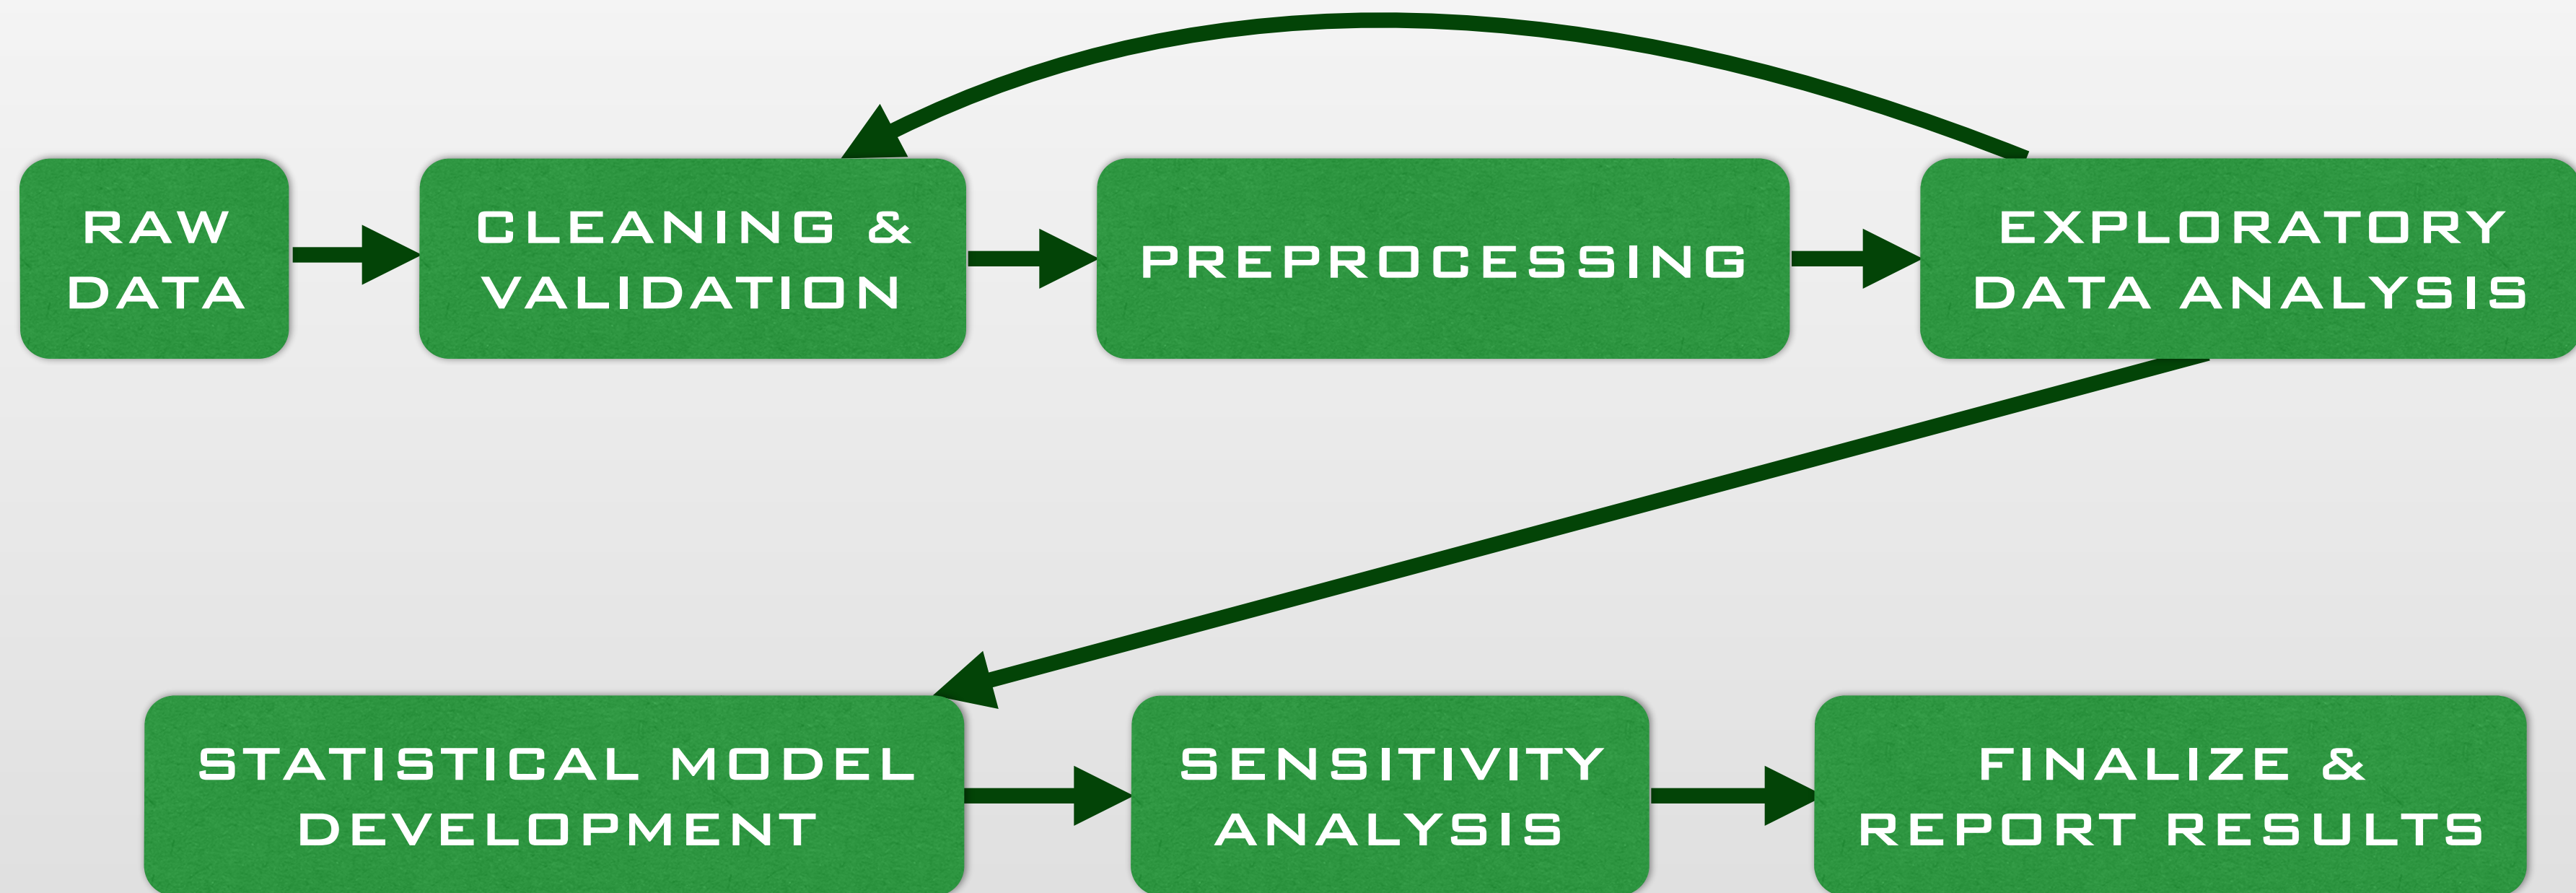 RAW
DATA
CLEANING &
VALIDATION
PREPROCESSING
EXPLORATORY
DATA ANALYSIS
STATISTICAL MODEL
DEVELOPMENT
SENSITIVITY
ANALYSIS
FINALIZE &
REPORT RESULTS